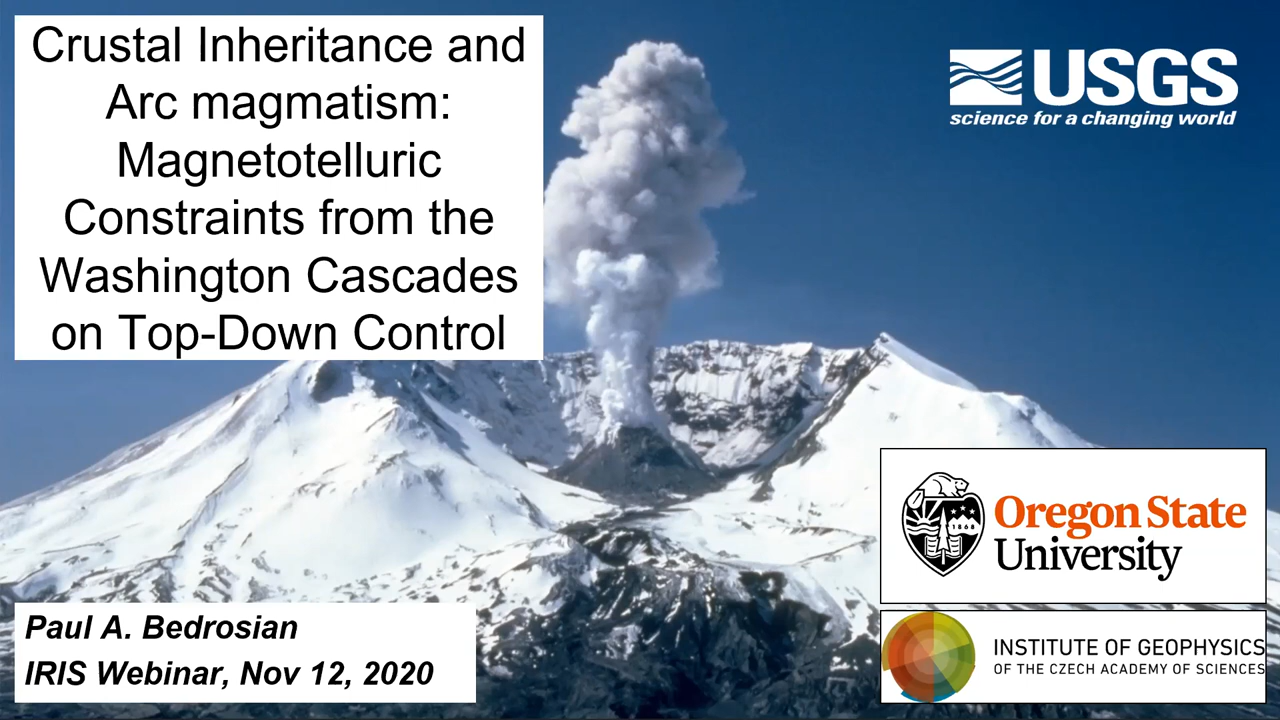 Crustal Inheritance and
Arc magmatism:
Magnetotelluric
Constraints from the
Washington Cascades
on Top-Down Control
USGS
science for a changing world
Oregon State
University
1868
Paul A. Bedrosian
IRIS Webinar, Nov 12, 2020
INSTITUTE OF GEOPHYSICS
OF THE CZECH ACADEMY OF SCIENCES